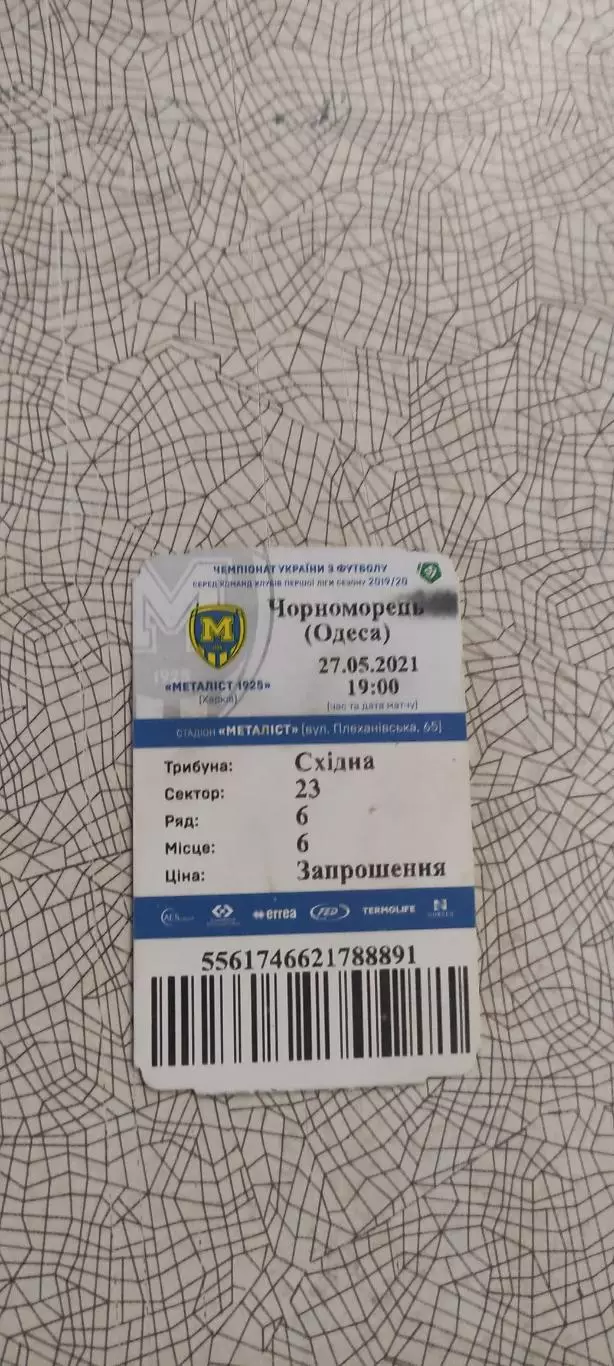 ЧЕМПІОНАТ УКРАЇНИ З ФУТБОЛУ
СЕРЕД КОМАНД КЛУБІВ ПЕРШОЇ ЛІГИ СЕЗОНУ 2019/20
M
Чорноморець
(Одеса)
27.05.2021
«МЕТАЛІСТ 1925»
19:00
(Харків)
(час та дата матчу)
СТАДІОН «МЕТАЛІСТ» (вул. Плеханівська, 65)
Трибуна: Східна
Сектор: 23
Ряд: 6
Місце: 6
Ціна: Запрошення
errea FED TERMOLIFE
5561746621788891